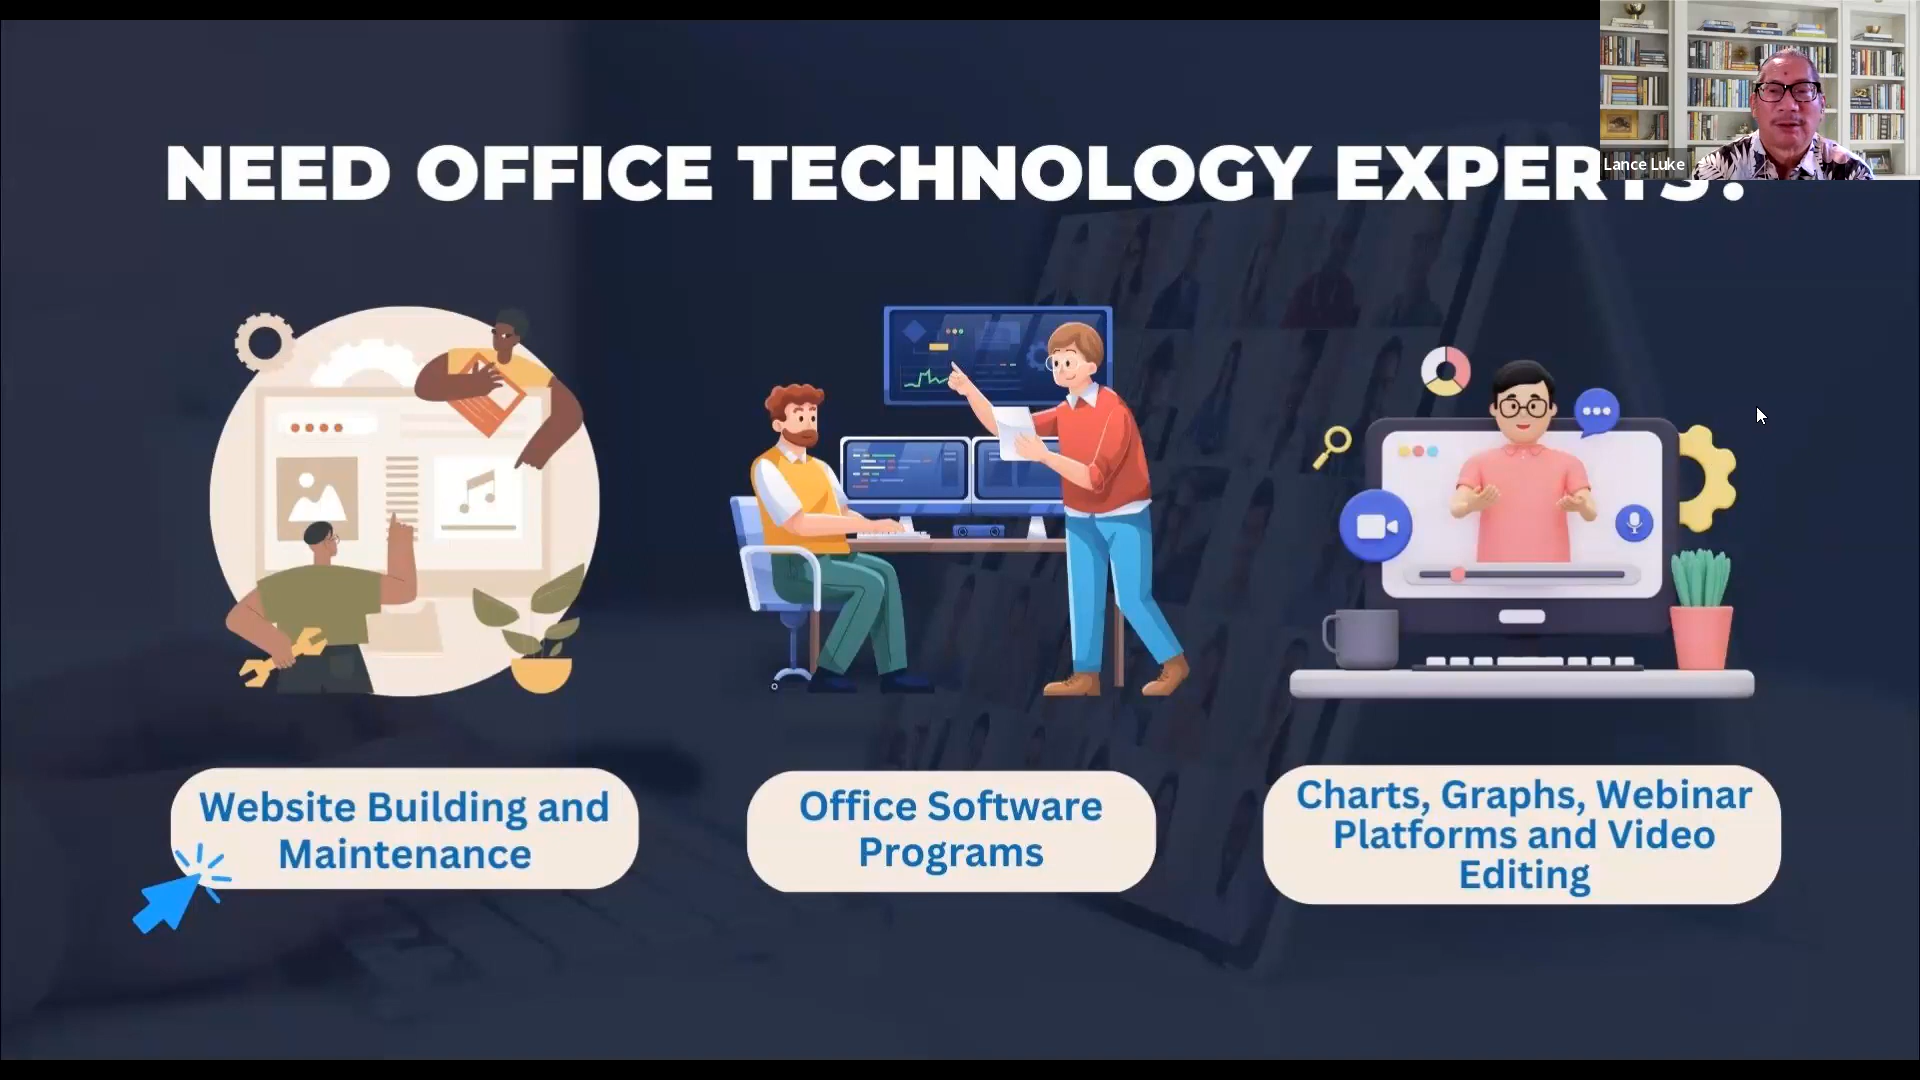 NEED OFFICE TECHNOLOGY EXPERTS?
Lance Luke
Website Building and
Maintenance
Office Software
Programs
Charts, Graphs, Webinar
Platforms and Video
Editing